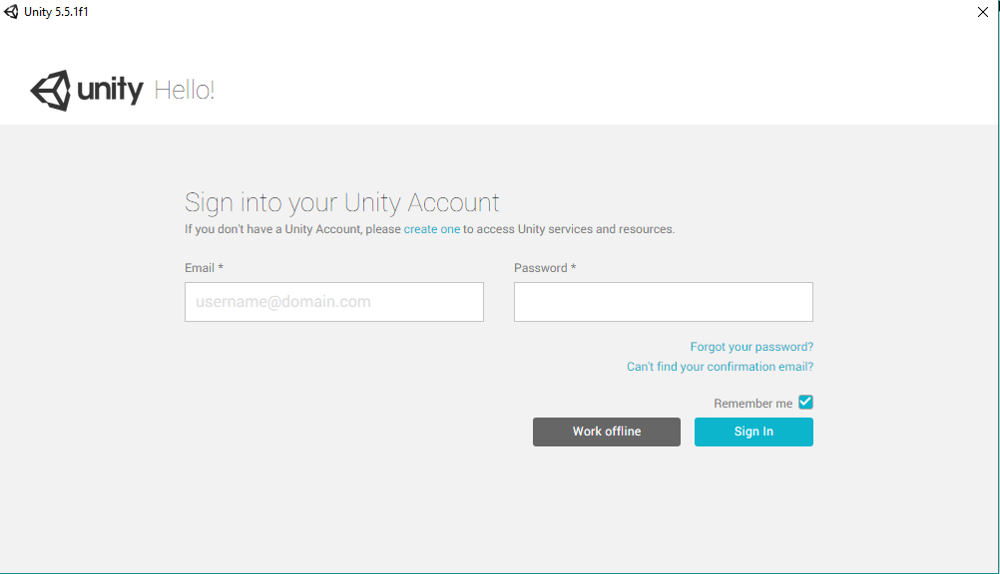 Unity 5.5.1f1
unity Hello!
Sign into your Unity Account
If you don't have a Unity Account, please create one to access Unity services and resources.
Email *
Password *
username@domain.com
Forgot your password?
Can't find your confirmation email?
Remember me
Work offline
Sign In